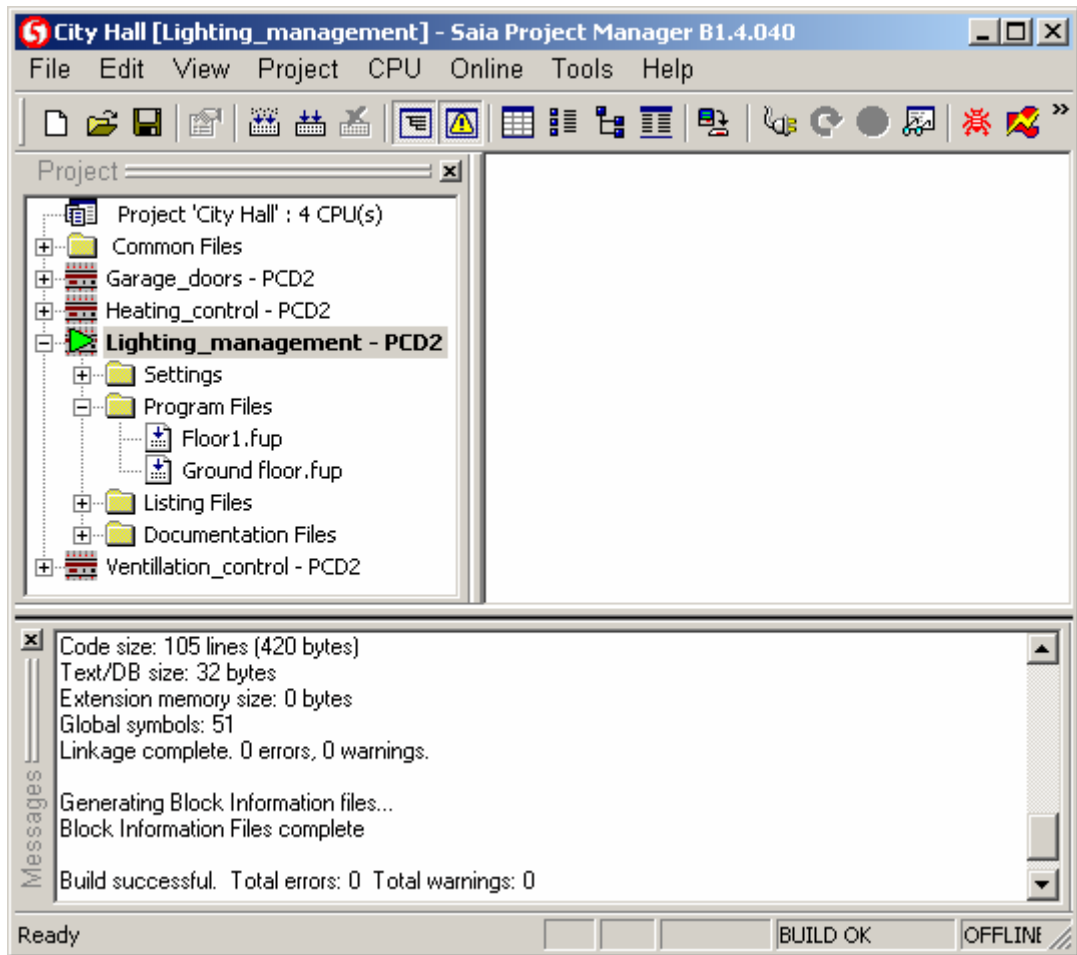 City Hall [Lighting_management] - Saia Project Manager B1.4.040
File Edit View Project CPU Online Tools Help
Project
Project 'City Hall' : 4 CPU(s)
Common Files
Garage_doors - PCD2
Heating_control - PCD2
Lighting_management - PCD2
Settings
Program Files
Floor1.fup
Ground floor.fup
Listing Files
Documentation Files
Ventillation_control - PCD2
Messages
Code size: 105 lines (420 bytes)
Text/DB size: 32 bytes
Extension memory size: 0 bytes
Global symbols: 51
Linkage complete. 0 errors, 0 warnings.
Generating Block Information files...
Block Information Files complete
Build successful. Total errors: 0 Total warnings: 0
Ready BUILD OK OFFLINE